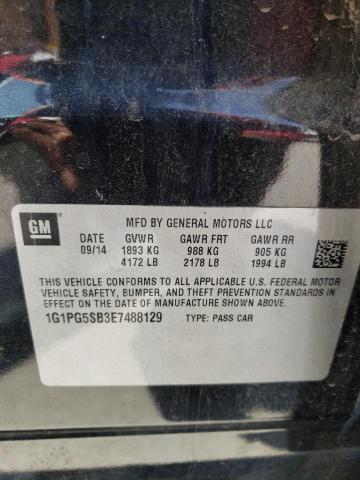 GM
MFD BY GENERAL MOTORS LLC
DATE GVWR GAWR FRT GAWR RR
09/14 1893 KG 988 KG 905 KG
4172 LB 2178 LB 1994 LB
THIS VEHICLE CONFORMS TO ALL APPLICABLE U.S. FEDERAL MOTOR
VEHICLE SAFETY, BUMPER, AND THEFT PREVENTION STANDARDS IN
EFFECT ON THE DATE OF MANUFACTURE SHOWN ABOVE.
1G1PG5SB3E7488129 TYPE: PASS CAR